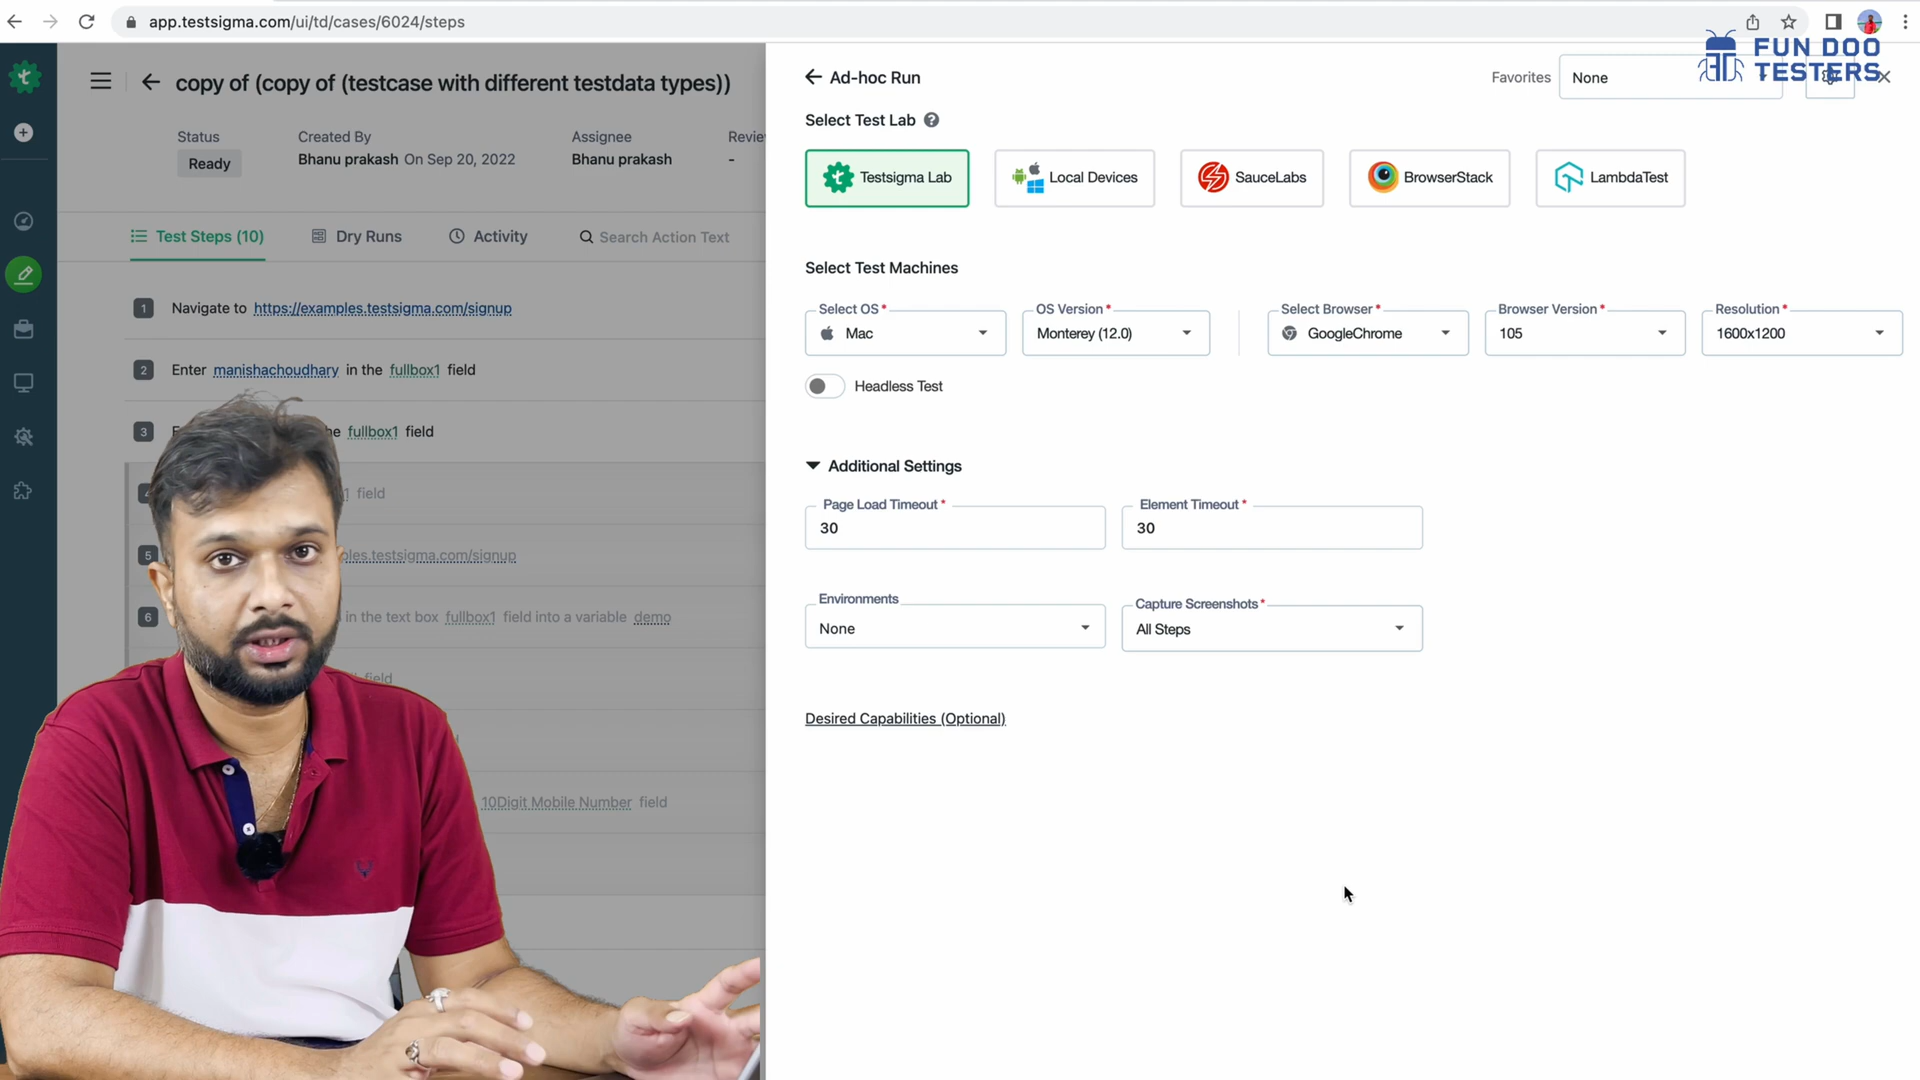 app.testsigma.com/ui/td/cases/6024/steps
FUN DOO
TESTERS
copy of (copy of (testcase with different testdata types))
Status
Created By
Assignee
Ready
Bhanu prakash On Sep 20, 2022
Bhanu prakash
-
Test Steps (10)
Dry Runs
Activity
Search Action Text
1 Navigate to https://examples.testsigma.com/signup
2 Enter manishachoudhary in the fullbox1 field
3 fullbox1 field
field
5 .testsigma.com/signup
6 in the text box fullbox1 field into a variable demo
field
10Digit Mobile Number field
Ad-hoc Run
Favorites
None
Select Test Lab ?
Testsigma Lab
Local Devices
SauceLabs
BrowserStack
LambdaTest
Select Test Machines
Select OS *
Mac
OS Version *
Monterey (12.0)
Select Browser *
GoogleChrome
Browser Version *
105
Resolution *
1600x1200
Headless Test
Additional Settings
Page Load Timeout *
30
Element Timeout *
30
Environments
None
Capture Screenshots *
All Steps
Desired Capabilities (Optional)